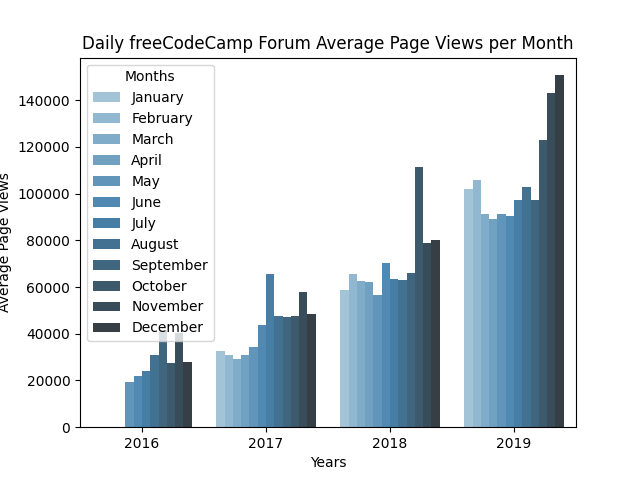 Daily freeCodeCamp Forum Average Page Views per Month
Months
January
February
March
April
May
June
July
August
September
October
November
December
140000
120000
100000
80000
60000
40000
20000
0
Average Page Views
2016
2017
2018
2019
Years